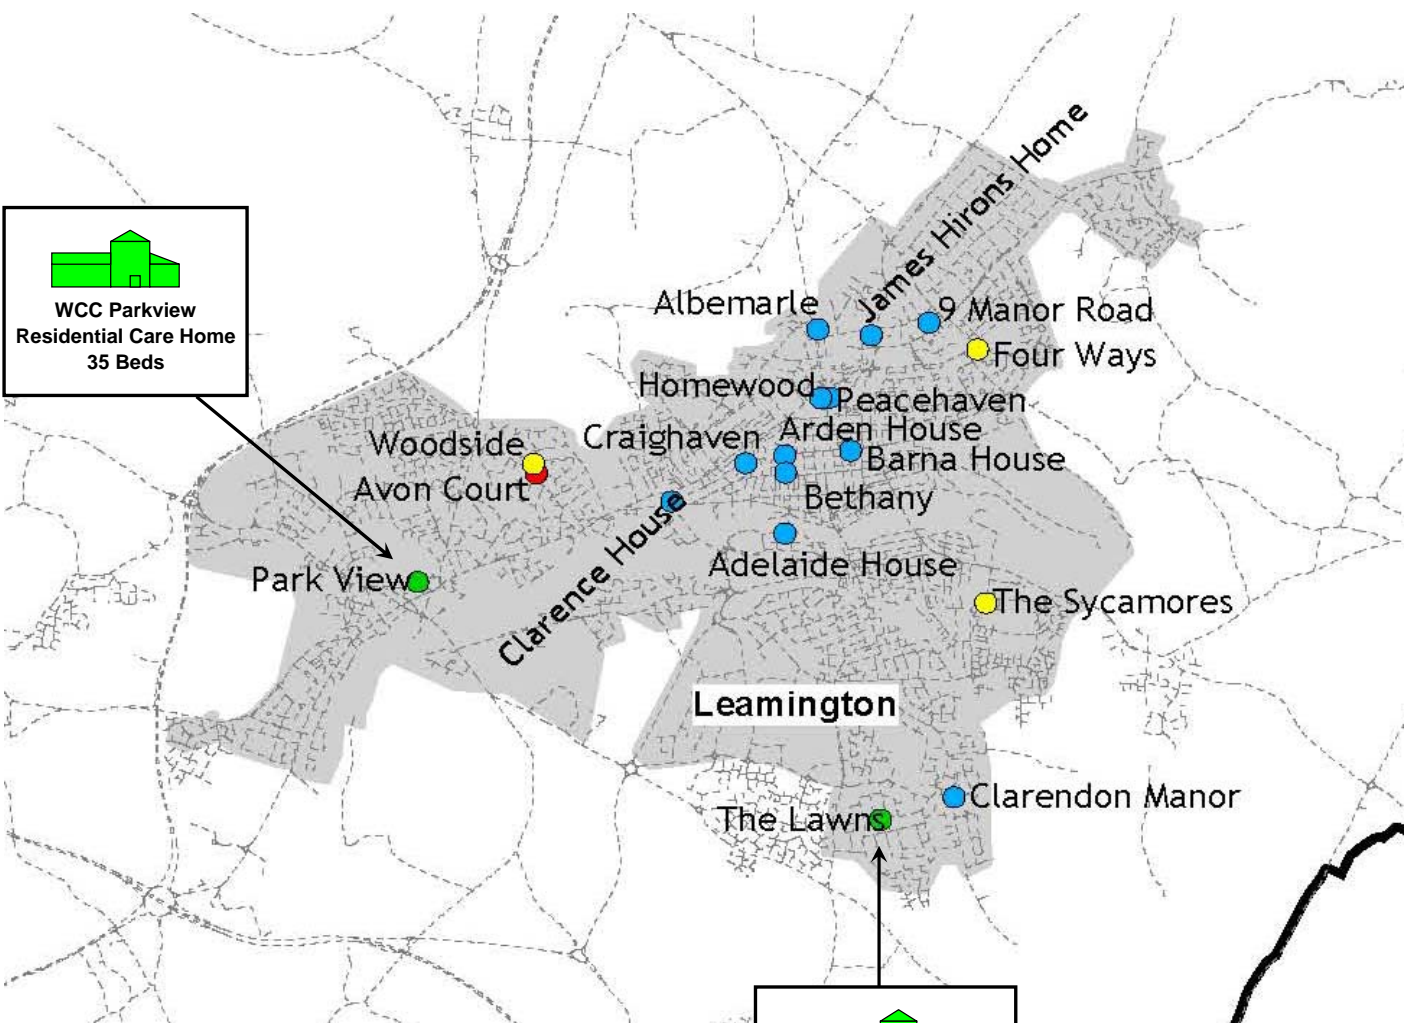 James Hirons Home
WCC Parkview
Residential Care Home
35 Beds
Albemarle
9 Manor Road
Four Ways
Homewood
Peacehaven
Woodside
Craighaven
Arden House
Barna House
Avon Court
Bethany
Clarence House
Adelaide House
Park View
The Sycamores
Leamington
Clarendon Manor
The Lawns